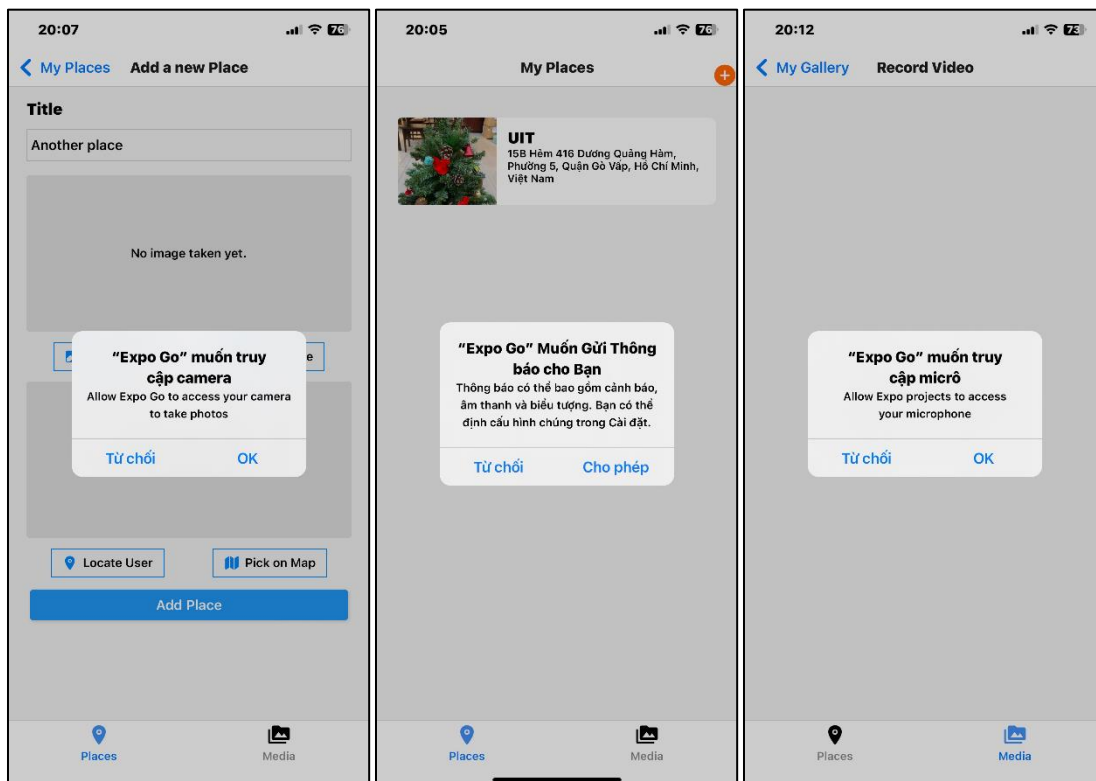 20:07
76
My Places
Add a new Place
Title
Another place
No image taken yet.
e
“Expo Go” muốn truy
cập camera
Allow Expo Go to access your camera
to take photos
Từ chối
OK
Locate User
Pick on Map
Add Place
Places
Media
20:05
76
My Places
UIT
15B Hẻm 416 Dương Quảng Hàm,
Phường 5, Quận Gò Vấp, Hồ Chí Minh,
Việt Nam
“Expo Go” Muốn Gửi Thông
báo cho Bạn
Thông báo có thể bao gồm cảnh báo,
âm thanh và biểu tượng. Bạn có thể
định cấu hình chúng trong Cài đặt.
Từ chối
Cho phép
Places
Media
20:12
73
My Gallery
Record Video
“Expo Go” muốn truy
cập micrô
Allow Expo projects to access
your microphone
Từ chối
OK
Places
Media